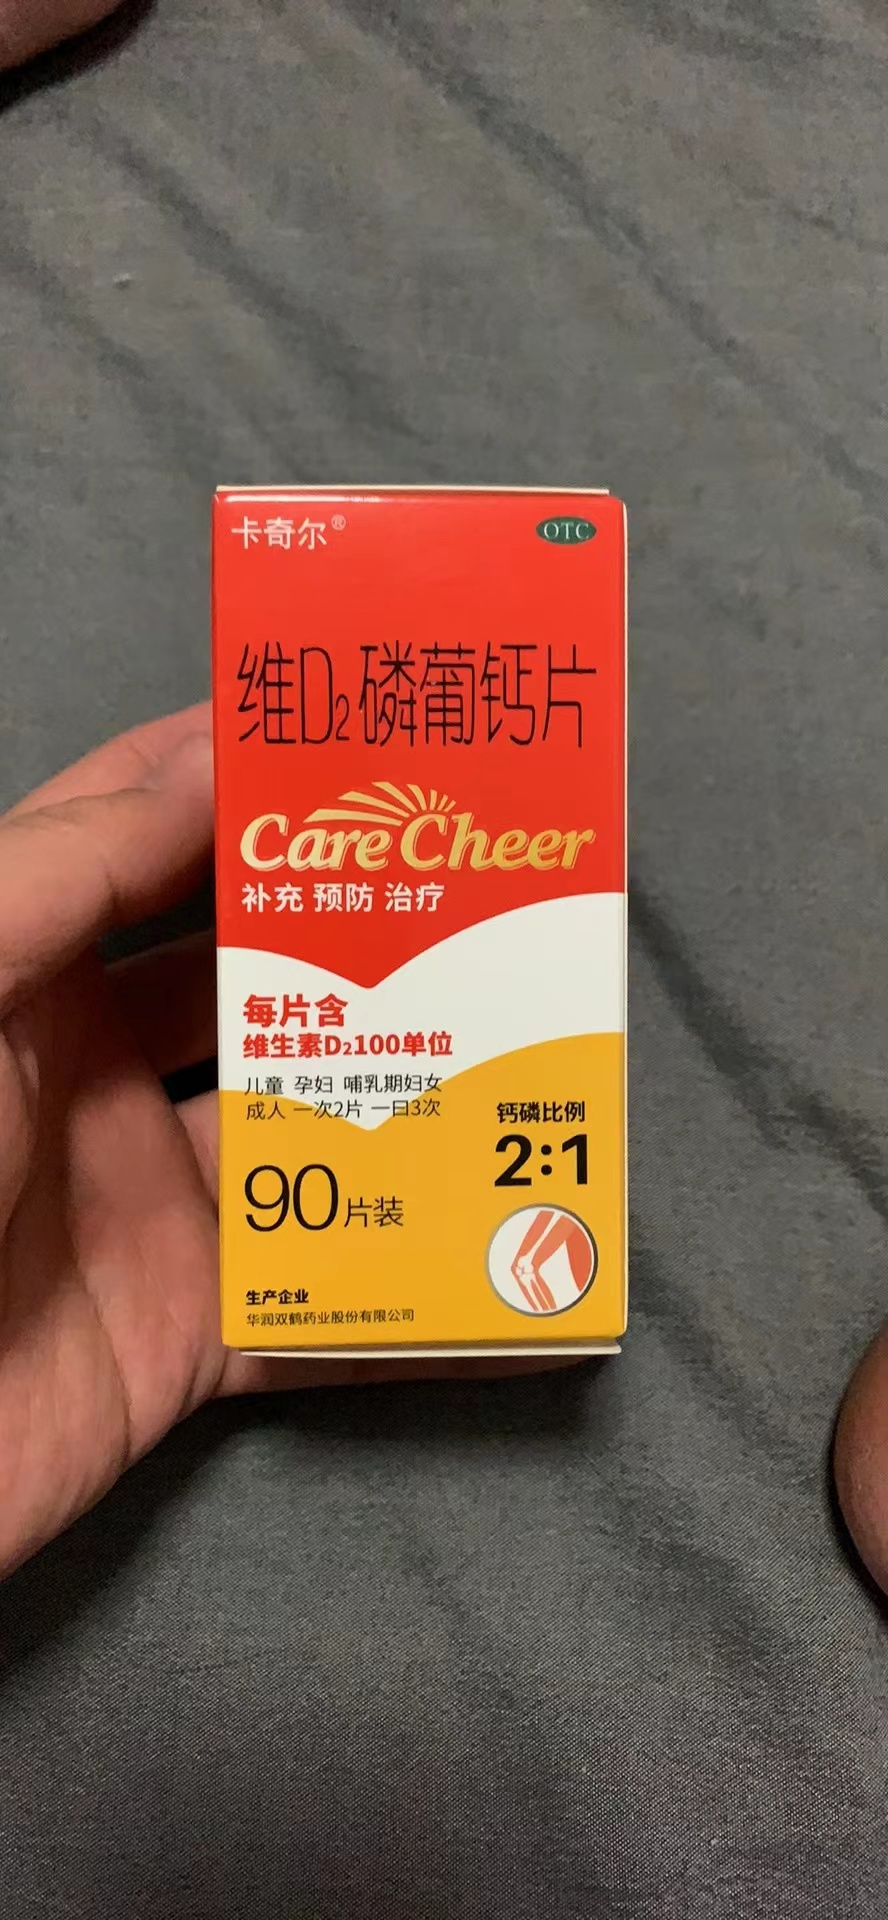 卡奇尔®
OTC
维D₂磷葡钙片
Care Cheer
补充 预防 治疗
每片含
维生素D₂100单位
儿童 孕妇 哺乳期妇女
成人 一次2片 一日3次
钙磷比例
2:1
90片装
生产企业
华润双鹤药业股份有限公司